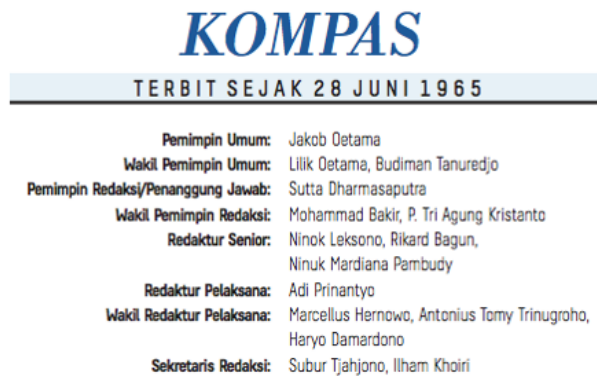 KOMPAS
TERBIT SEJAK 28 JUNI 1965
Pemimpin Umum: Jakob Oetama
Wakil Pemimpin Umum: Lilik Oetama, Budiman Tanuredjo
Pemimpin Redaksi/Penanggung Jawab: Sutta Dharmasaputra
Wakil Pemimpin Redaksi: Mohammad Bakir, P. Tri Agung Kristanto
Redaktur Senior: Ninok Leksono, Rikard Bagun,
Ninuk Mardiana Pambudy
Redaktur Pelaksana: Adi Prinantyo
Wakil Redaktur Pelaksana: Marcellus Hernowo, Antonius Tomy Trinugroho,
Haryo Damardono
Sekretaris Redaksi: Subur Tjahjono, Ilham Khoiri